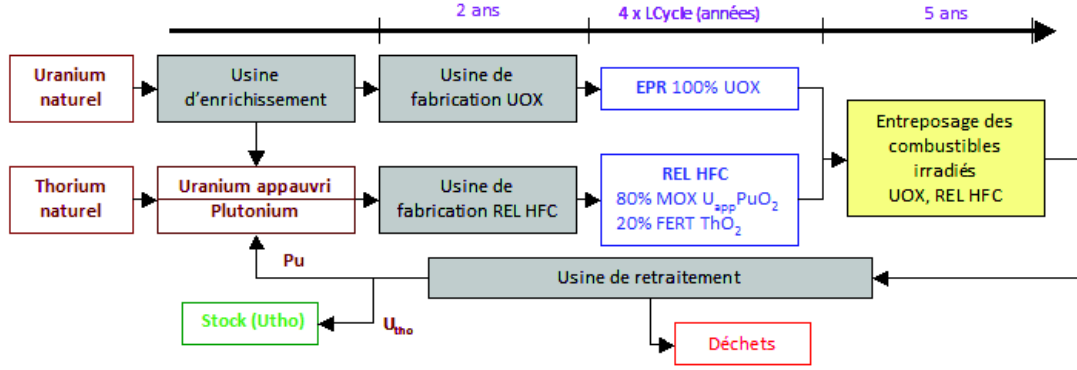 2 ans
4 x LCycle (années)
5 ans
Uranium
naturel
Usine
d'enrichissement
Usine de
fabrication UOX
EPR 100% UOX
Entreposage des
combustibles
irradiés
UOX, REL HFC
Thorium
naturel
Uranium appauvri
Plutonium
Usine de
fabrication REL HFC
REL HFC
80% MOX UappPuO2
20% FERT ThO2
Pu
Usine de retraitement
Stock (Utho)
Utho
Déchets